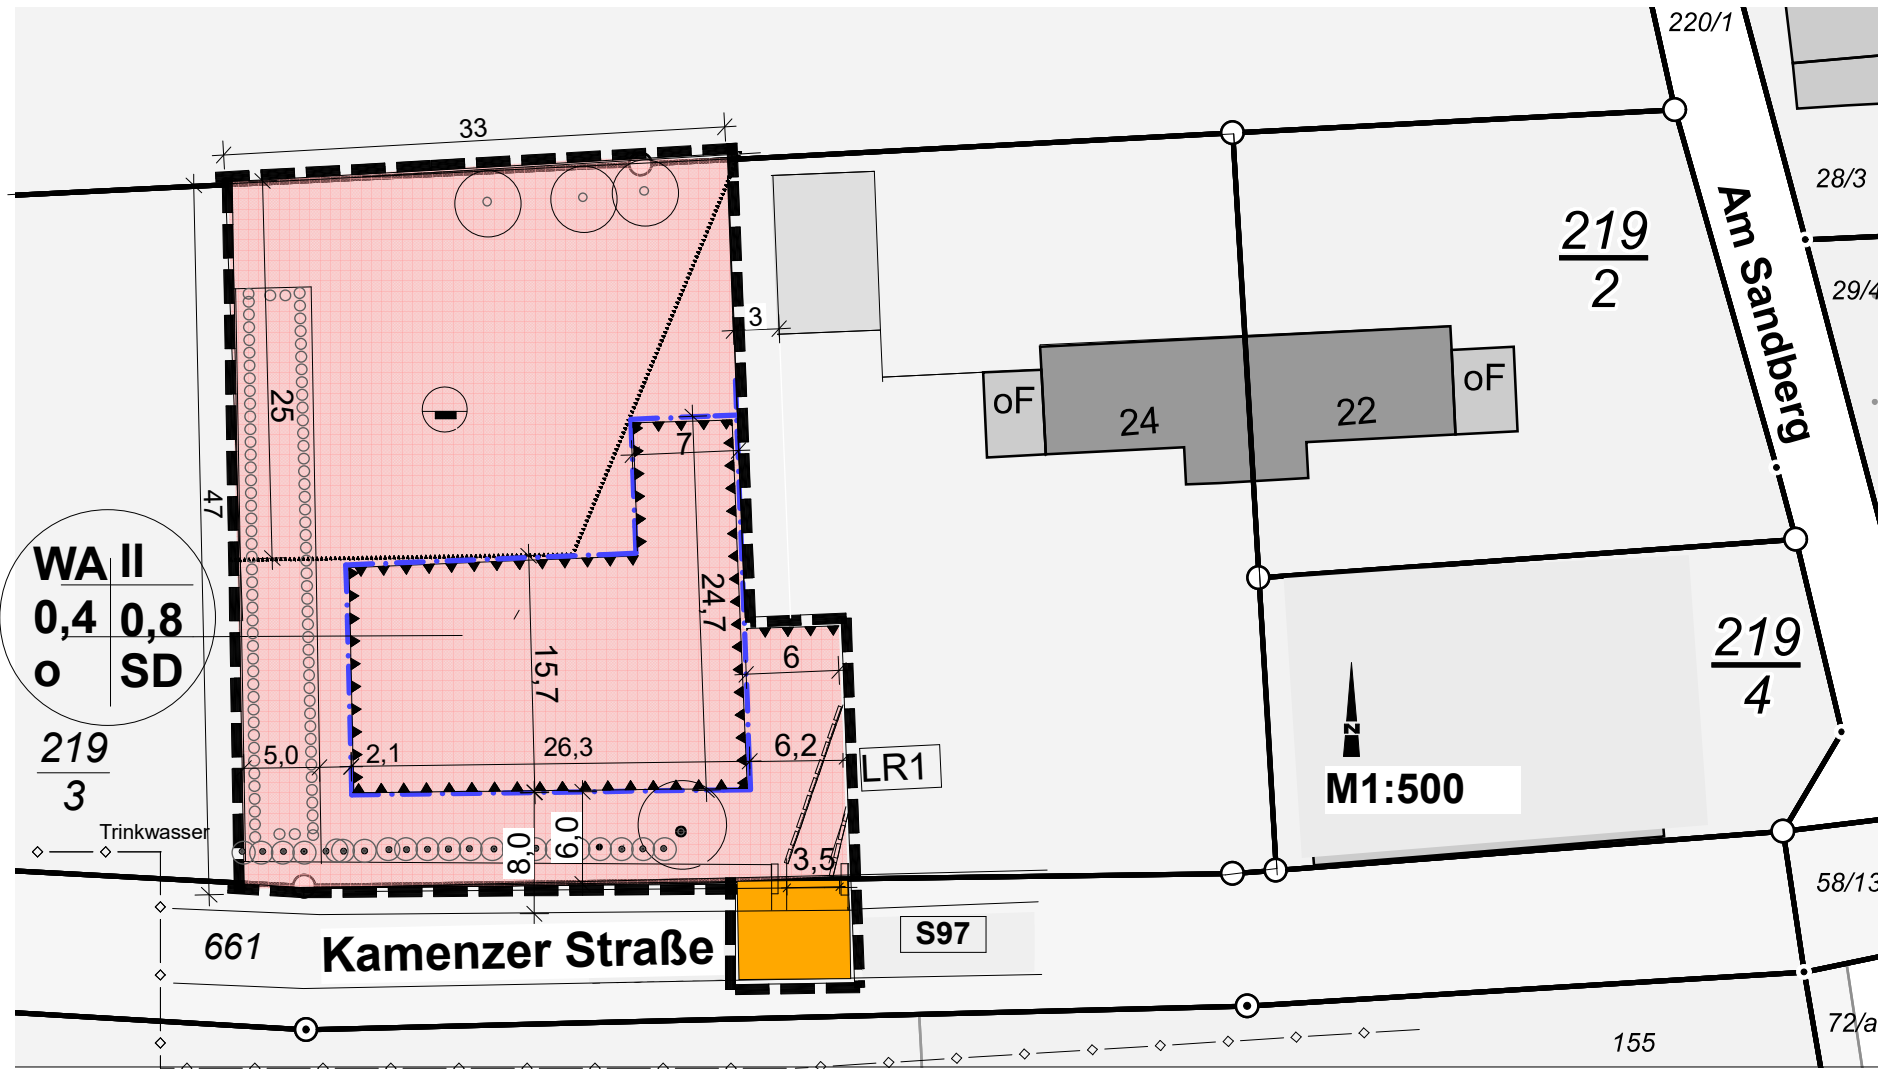 220/1
33
28/3
Am Sandberg
219
2
29/4
3
25
oF
oF
24
22
7
47
WA II
0,4 0,8
o SD
24,7
15,7
6
219
4
N
M1:500
219
3
5,0
2,1
26,3
6,2
LR1
Trinkwasser
8,0
6,0
3,5
58/13
661
Kamenzer Straße
S97
155
72/a